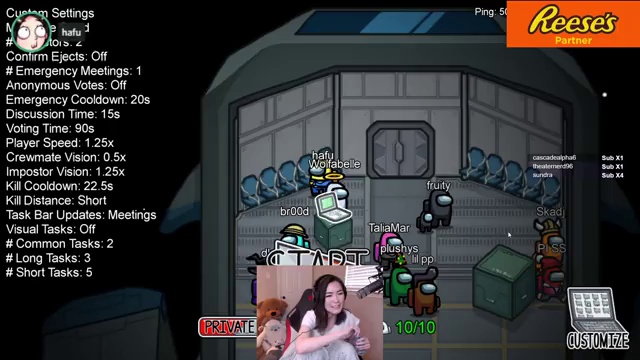 Custom Settings
hafu
Confirm Ejects: Off
# Emergency Meetings: 1
Anonymous Votes: Off
Emergency Cooldown: 20s
Discussion Time: 15s
Voting Time: 90s
Player Speed: 1.25x
Crewmate Vision: 0.5x
Impostor Vision: 1.25x
Kill Cooldown: 22.5s
Kill Distance: Short
Task Bar Updates: Meetings
Visual Tasks: Off
# Common Tasks: 2
# Long Tasks: 3
# Short Tasks: 5
Ping:
Reese's
Partner
cascadealpha6 Sub X1
theatemerd96 Sub X1
sundra Sub X4
hafu
Wolfabelle
fruity
br00d
Skadj
TaliaMar
plushys
lil pp
START
PRIVATE
10/10
CUSTOMIZE